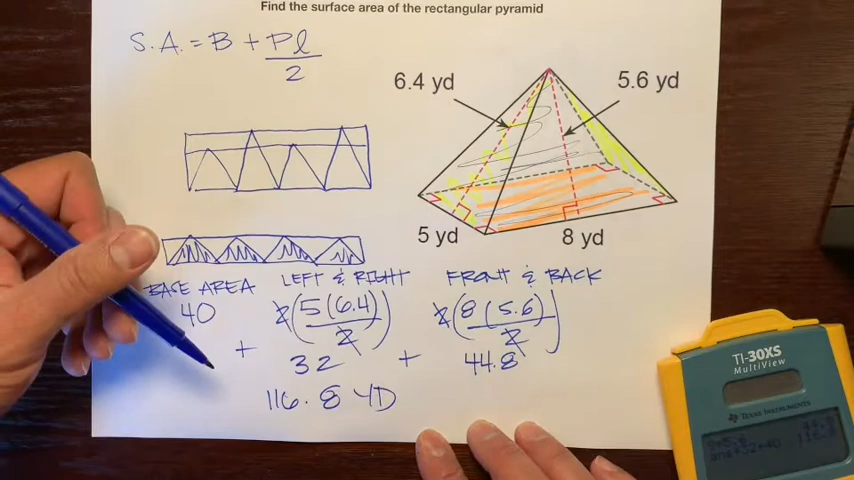 Find the surface area of the rectangular pyramid
S.A. = B + Pl
2
6.4 yd
5.6 yd
5 yd
8 yd
BASE AREA LEFT & RIGHT FRONT & BACK
40 2(5(6.4)) 2(8(5.6))
2 2
+ 32 + 44.8
116.8 YD
TI-30XS
MultiView
TEXAS INSTRUMENTS